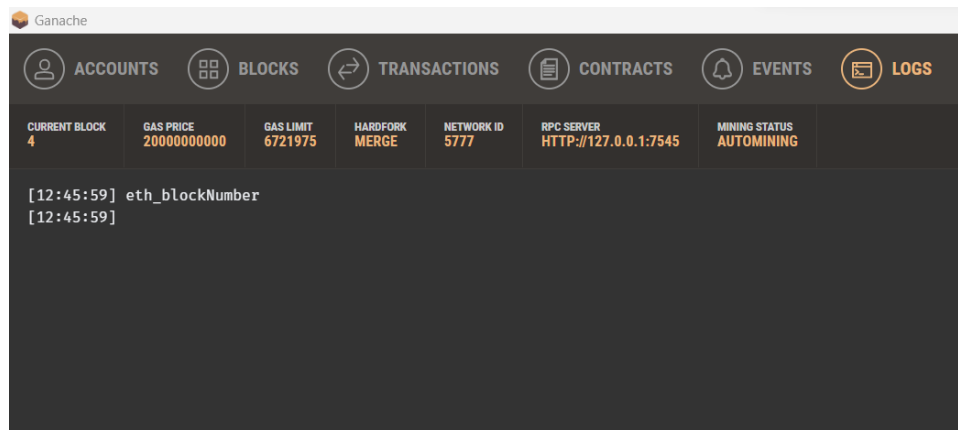 Ganache
ACCOUNTS BLOCKS TRANSACTIONS CONTRACTS EVENTS LOGS
CURRENT BLOCK GAS PRICE GAS LIMIT HARDFORK NETWORK ID RPC SERVER MINING STATUS
4 20000000000 6721975 MERGE 5777 HTTP://127.0.0.1:7545 AUTOMINING
[12:45:59] eth_blockNumber
[12:45:59]